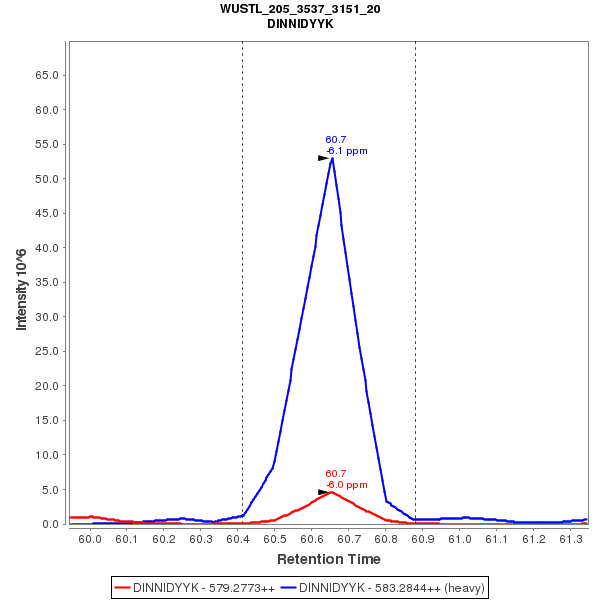 WUSTL_205_3537_3151_20
DINNIDYYK
Intensity 10^6
65.0
60.0
55.0
50.0
45.0
40.0
35.0
30.0
25.0
20.0
15.0
10.0
5.0
0.0
60.7
-6.1 ppm
60.7
-6.0 ppm
60.0 60.1 60.2 60.3 60.4 60.5 60.6 60.7 60.8 60.9 61.0 61.1 61.2 61.3
Retention Time
DINNIDYYK - 579.2773++ DINNIDYYK - 583.2844++ (heavy)